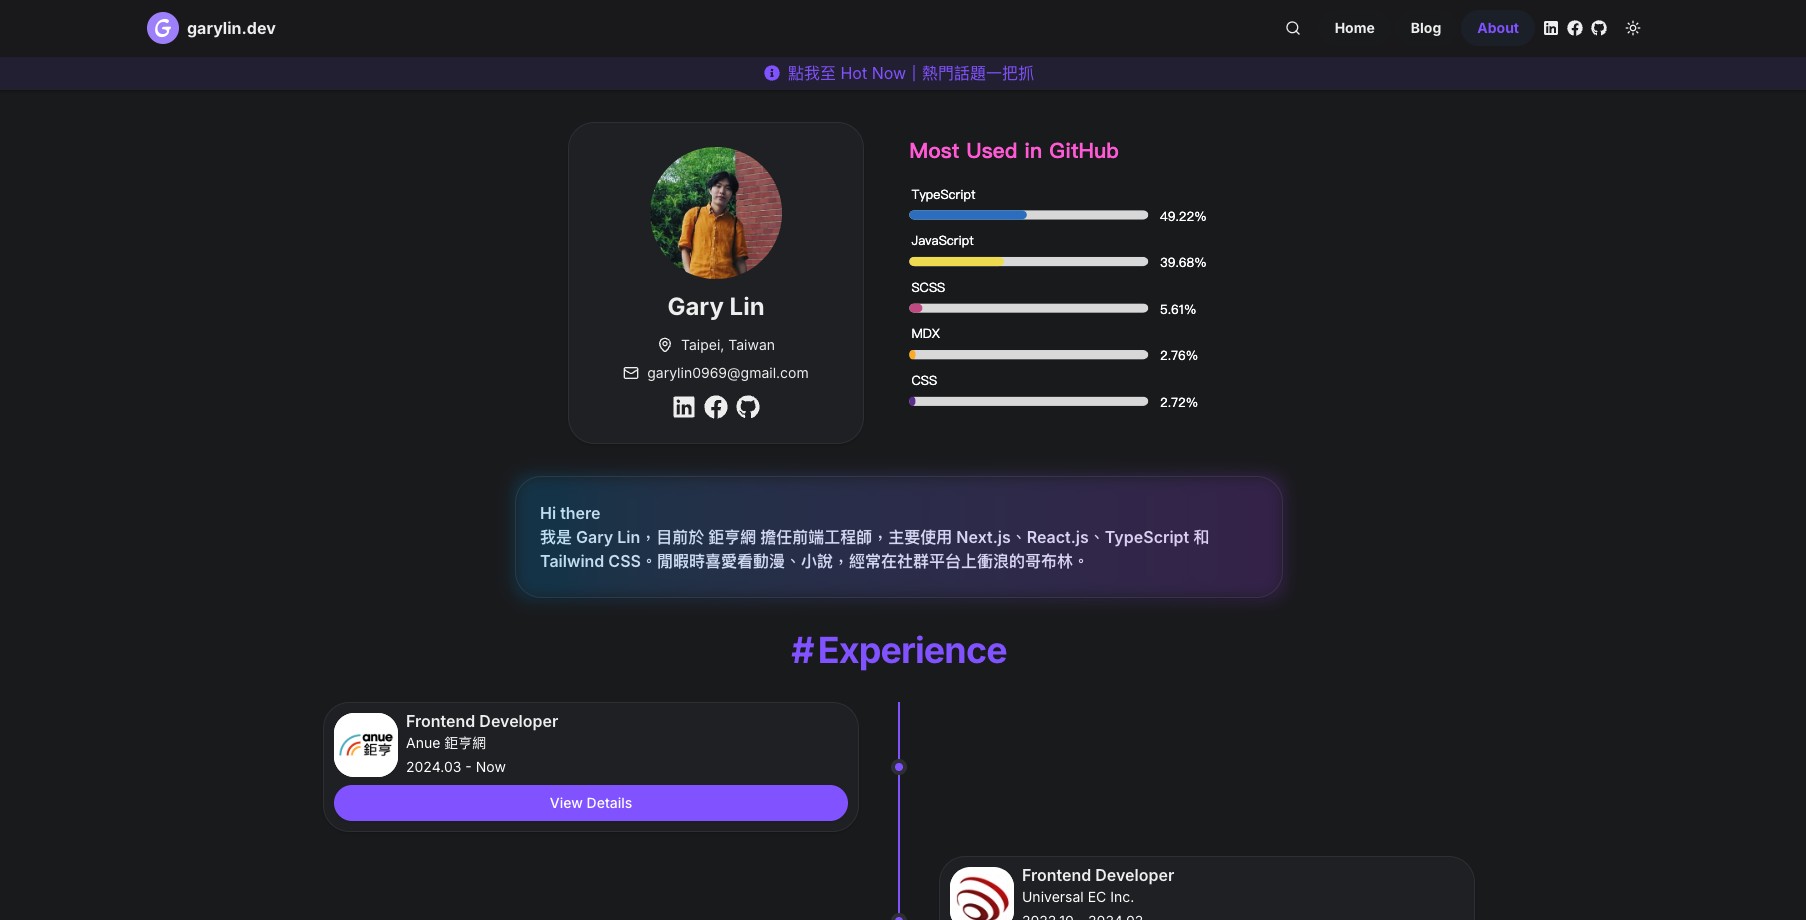 garylin.dev
Home
Blog
About
點我至 Hot Now｜熱門話題一把抓
Gary Lin
Taipei, Taiwan
garylin0969@gmail.com
Most Used in GitHub
TypeScript
49.22%
JavaScript
39.68%
SCSS
5.61%
MDX
2.76%
CSS
2.72%
Hi there
我是 Gary Lin，目前於 鉅亨網 擔任前端工程師，主要使用 Next.js、React.js、TypeScript 和
Tailwind CSS。閒暇時喜愛看動漫、小說，經常在社群平台上衝浪的哥布林。
#Experience
anue
鉅亨
Frontend Developer
Anue 鉅亨網
2024.03 - Now
View Details
Frontend Developer
Universal EC Inc.